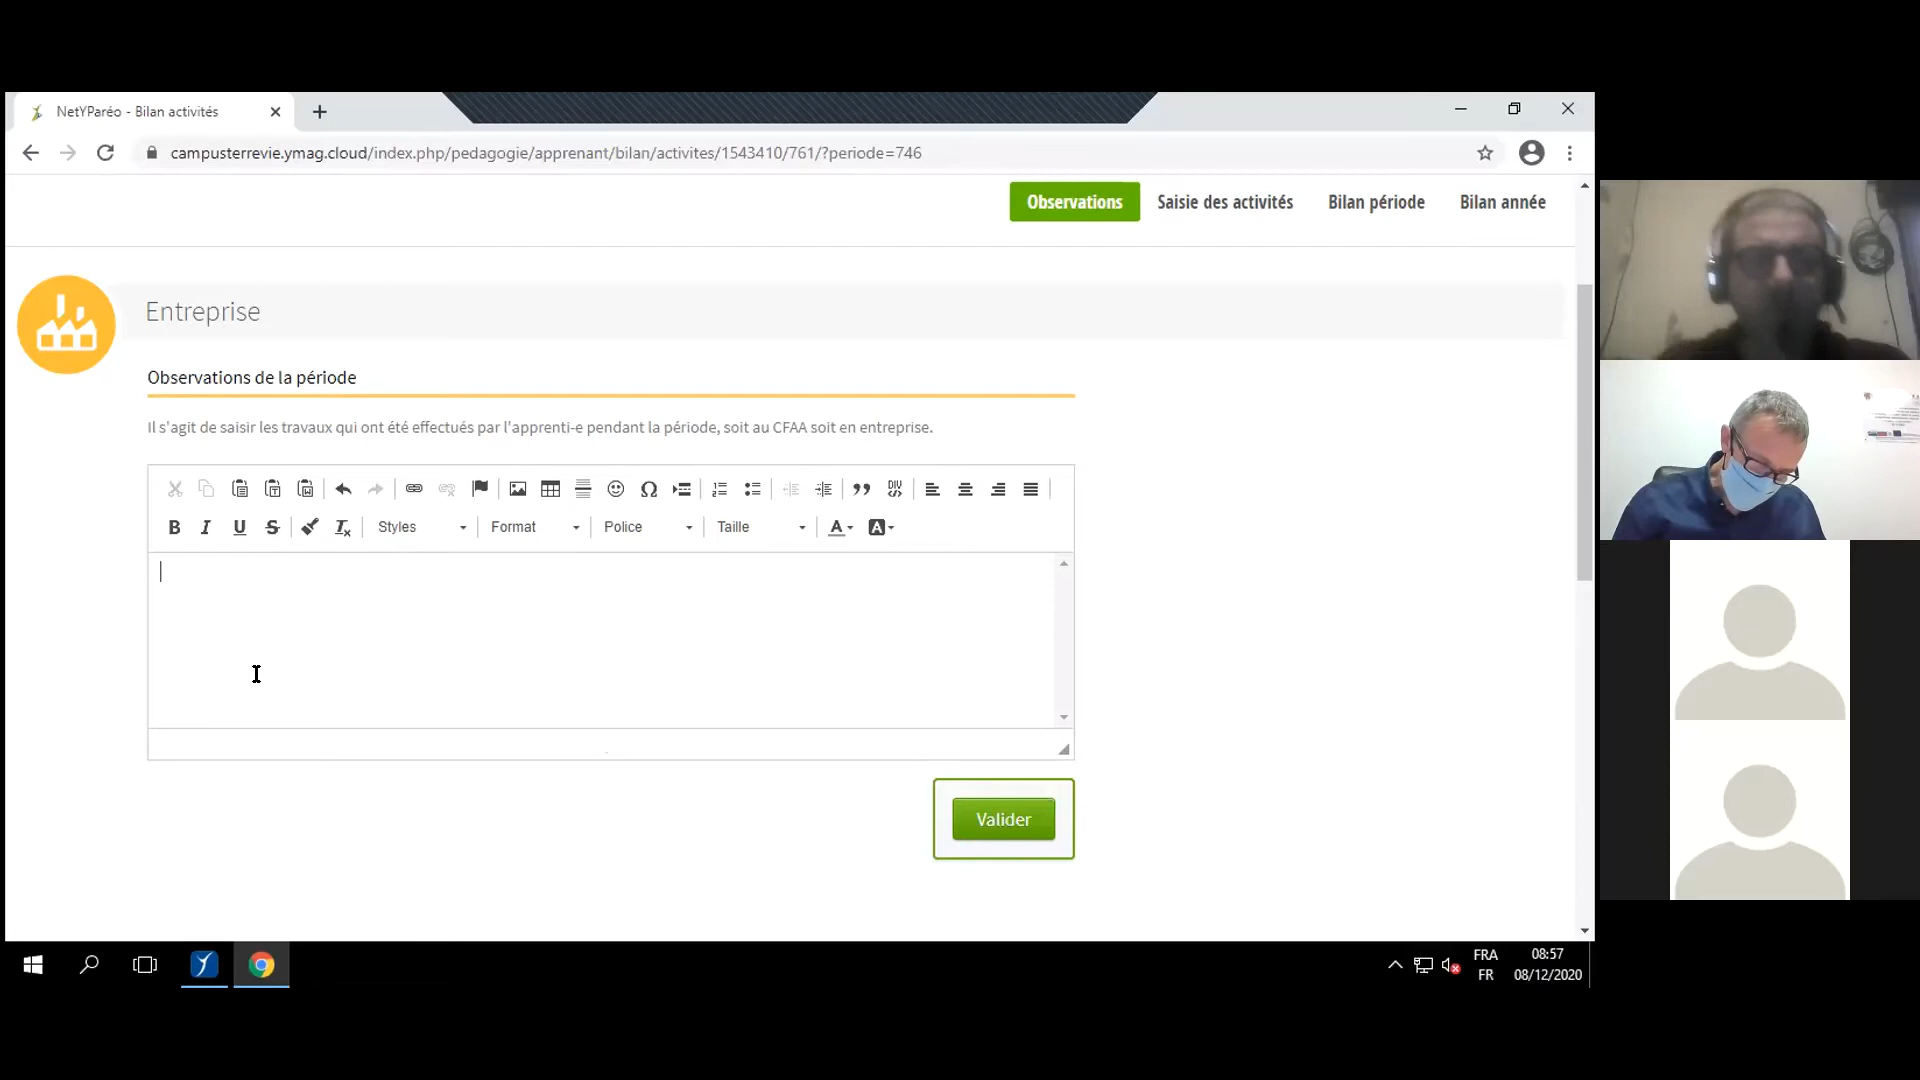 NetYParéo - Bilan activités
campusterrevie.ymag.cloud/index.php/pedagogie/apprenant/bilan/activites/1543410/761/?periode=746
Observations Saisie des activités Bilan période Bilan année
Entreprise
Observations de la période
Il s'agit de saisir les travaux qui ont été effectués par l'apprenti-e pendant la période, soit au CFAA soit en entreprise.
Styles Format Police Taille
Valider
FRA 08:57
FR 08/12/2020